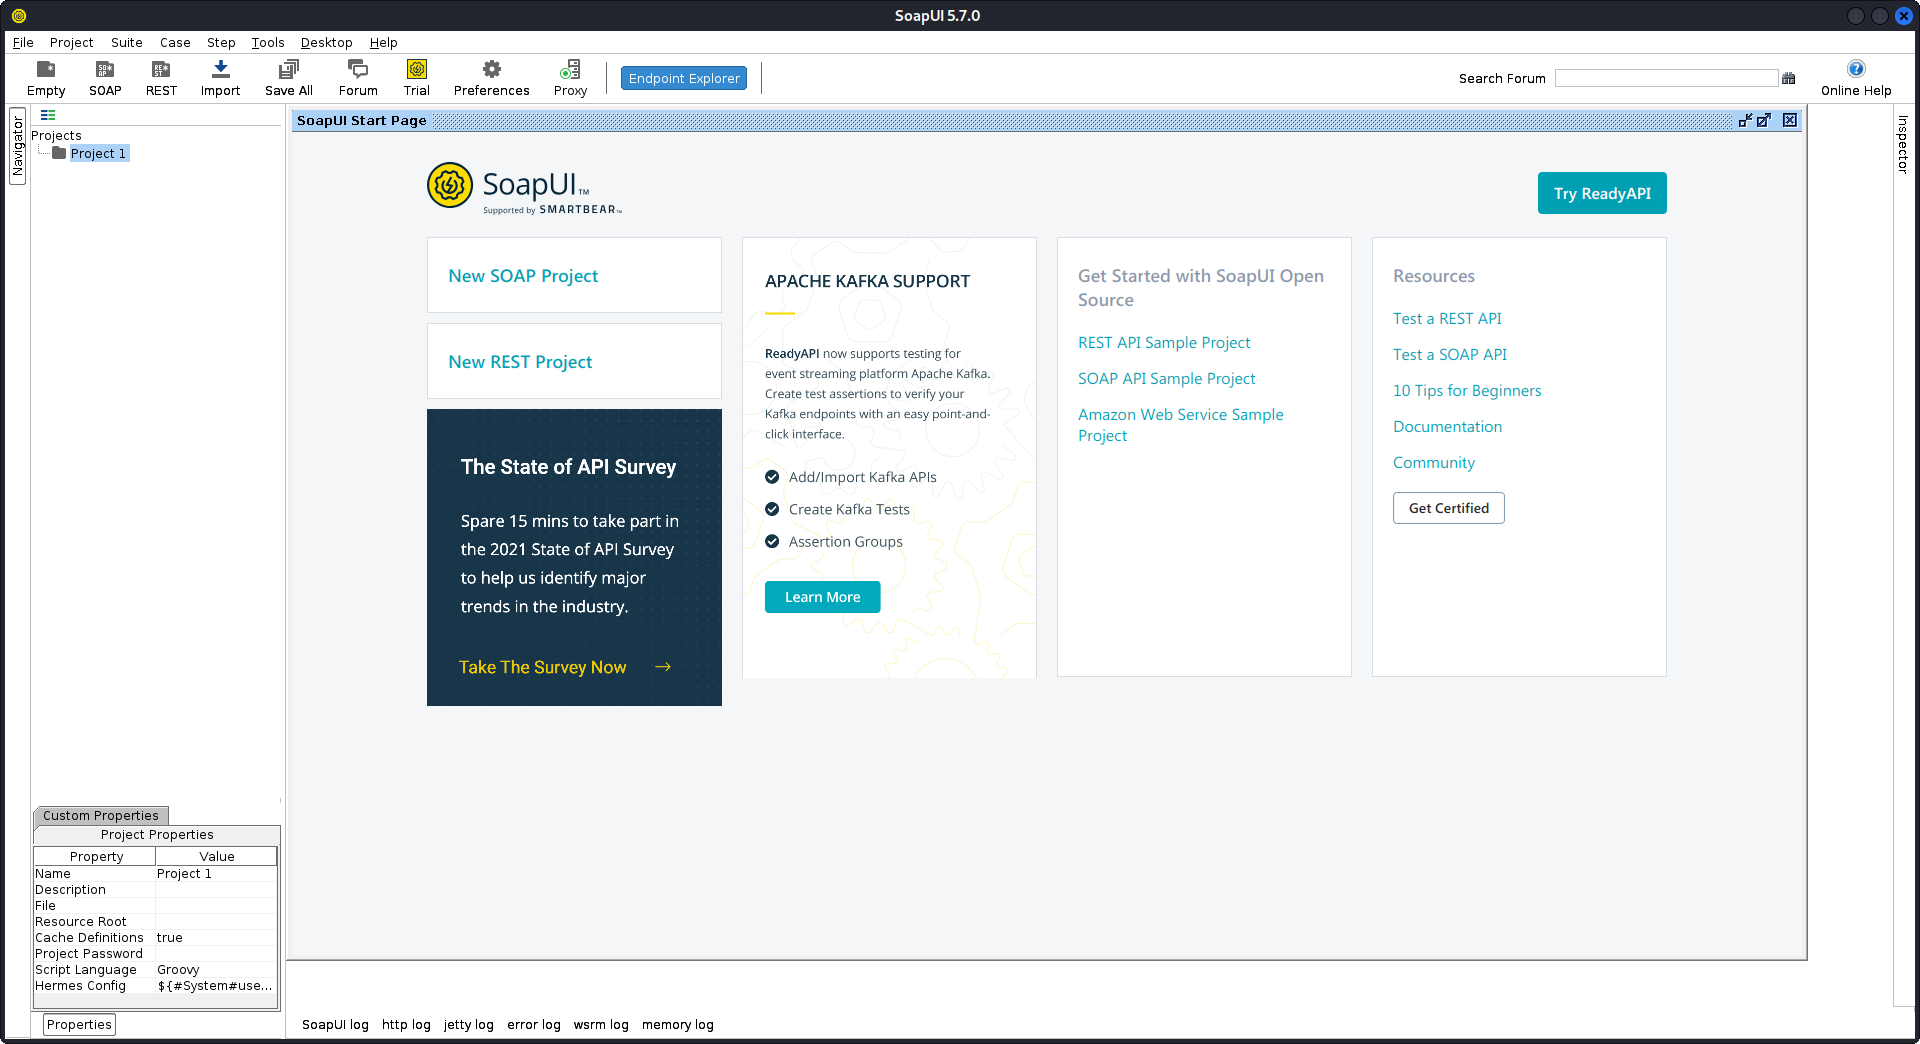 SoapUI 5.7.0
File Project Suite Case Step Tools Desktop Help
Empty SOAP REST Import Save All Forum Trial Preferences Proxy
Endpoint Explorer
Search Forum
Online Help
Navigator
Projects
Project 1
SoapUI Start Page
Inspector
SoapUI™
Supported by SMARTBEAR™
Try ReadyAPI
New SOAP Project
New REST Project
The State of API Survey
Spare 15 mins to take part in
the 2021 State of API Survey
to help us identify major
trends in the industry.
Take The Survey Now →
APACHE KAFKA SUPPORT
ReadyAPI now supports testing for
event streaming platform Apache Kafka.
Create test assertions to verify your
Kafka endpoints with an easy point-and-
click interface.
Add/Import Kafka APIs
Create Kafka Tests
Assertion Groups
Learn More
Get Started with SoapUI Open
Source
REST API Sample Project
SOAP API Sample Project
Amazon Web Service Sample
Project
Resources
Test a REST API
Test a SOAP API
10 Tips for Beginners
Documentation
Community
Get Certified
Custom Properties
Project Properties
Property Value
Name Project 1
Description
File
Resource Root
Cache Definitions true
Project Password
Script Language Groovy
Hermes Config ${#System#use...
Properties
SoapUI log http log jetty log error log wsrm log memory log